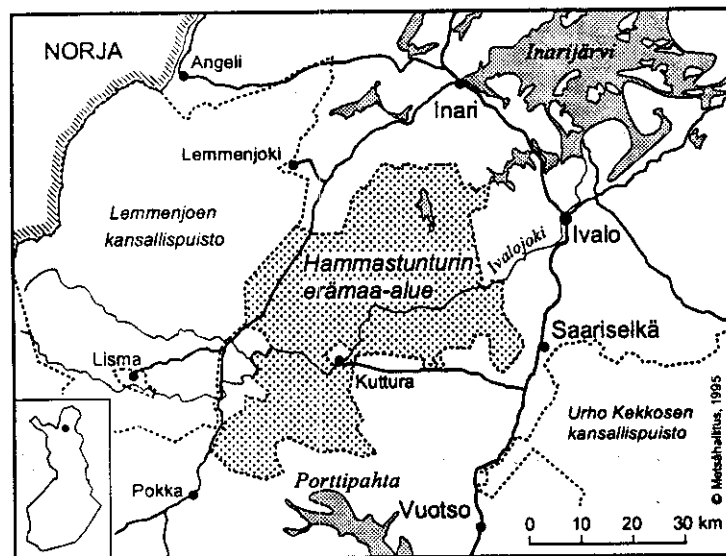 NORJA
Angeli
Inarijärvi
Inari
Lemmenjoki
Lemmenjoen
kansallispuisto
Ivalojoki
Ivalo
Hammastunturin
erämaa-alue
Saariselkä
Lisma
Kuttura
Urho Kekkosen
kansallispuisto
Pokka
Porttipahta
Vuotso
0 10 20 30 km
© Metsähallitus, 1995